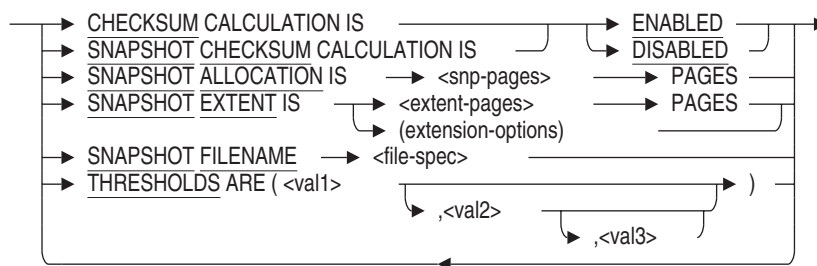 CHECKSUM CALCULATION IS ENABLED
SNAPSHOT CHECKSUM CALCULATION IS DISABLED
SNAPSHOT ALLOCATION IS <snp-pages> PAGES
SNAPSHOT EXTENT IS <extent-pages> PAGES
(extension-options)
SNAPSHOT FILENAME <file-spec>
THRESHOLDS ARE ( <val1> )
,<val2>
,<val3>